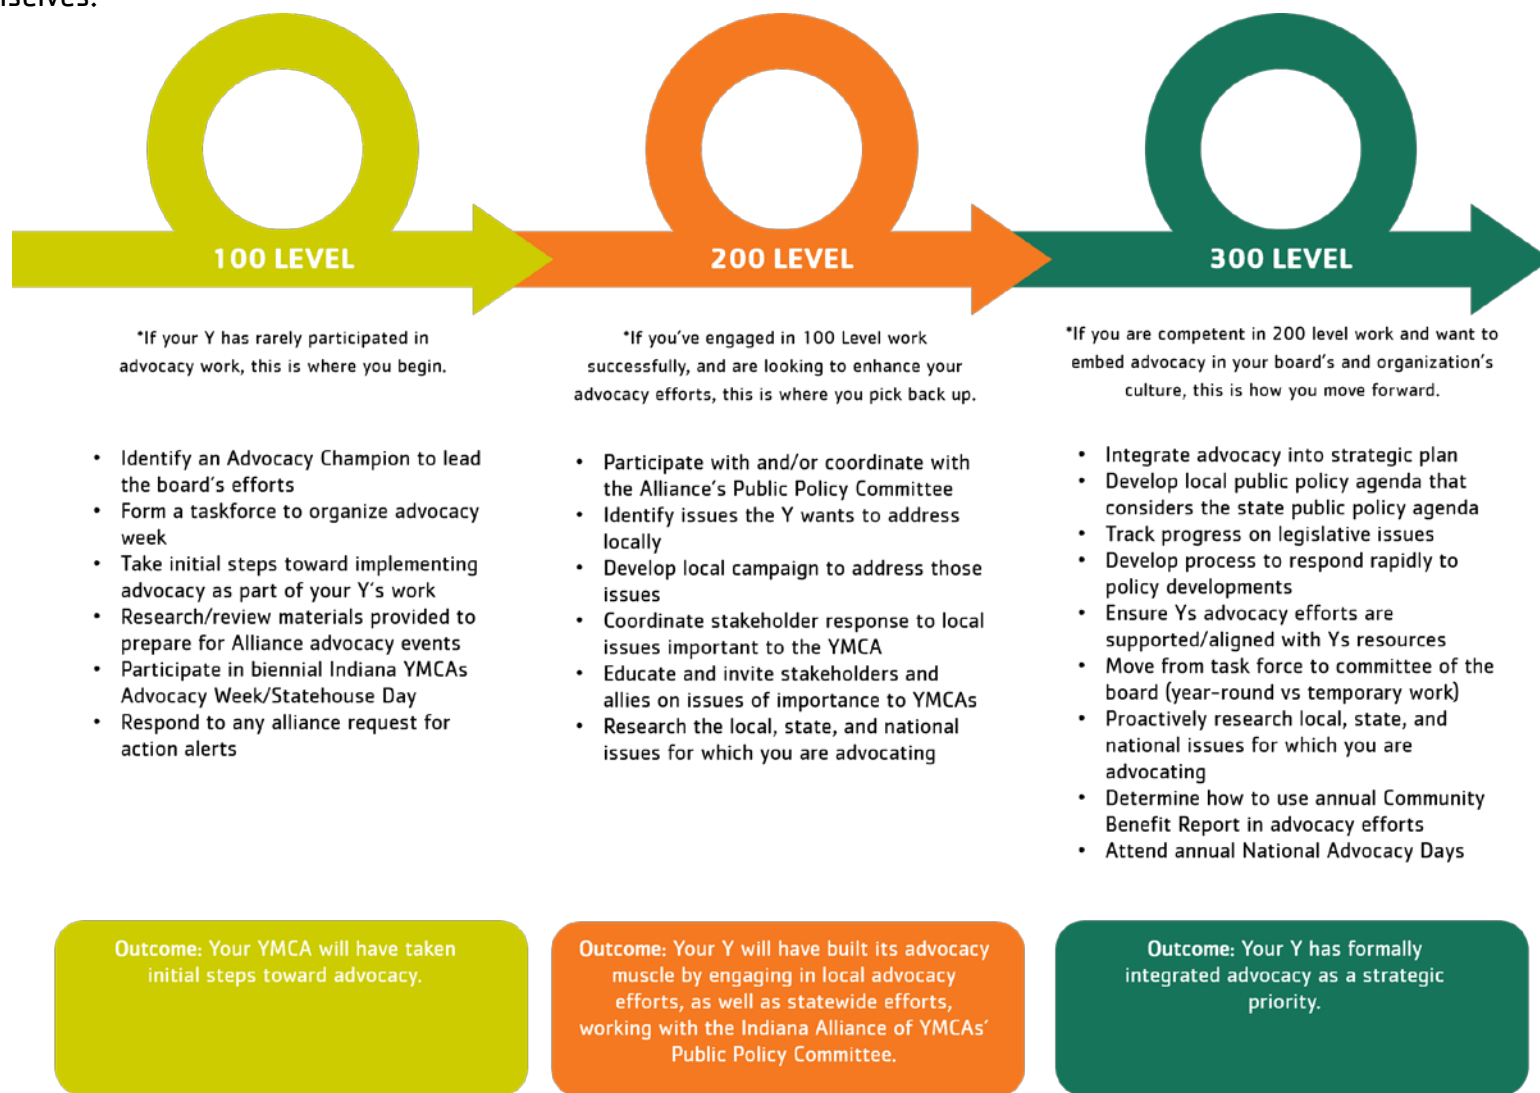 100 LEVEL
*If your Y has rarely participated in
advocacy work, this is where you begin.
• Identify an Advocacy Champion to lead
the board's efforts
• Form a taskforce to organize advocacy
week
• Take initial steps toward implementing
advocacy as part of your Y's work
• Research/review materials provided to
prepare for Alliance advocacy events
• Participate in biennial Indiana YMCAs
Advocacy Week/Statehouse Day
• Respond to any alliance request for
action alerts
Outcome: Your YMCA will have taken
initial steps toward advocacy.
200 LEVEL
*If you've engaged in 100 Level work
successfully, and are looking to enhance your
advocacy efforts, this is where you pick back up.
• Participate with and/or coordinate with
the Alliance's Public Policy Committee
• Identify issues the Y wants to address
locally
• Develop local campaign to address those
issues
• Coordinate stakeholder response to local
issues important to the YMCA
• Educate and invite stakeholders and
allies on issues of importance to YMCAs
• Research the local, state, and national
issues for which you are advocating
Outcome: Your Y will have built its advocacy
muscle by engaging in local advocacy
efforts, as well as statewide efforts,
working with the Indiana Alliance of YMCAs'
Public Policy Committee.
300 LEVEL
*If you are competent in 200 level work and want to
embed advocacy in your board's and organization's
culture, this is how you move forward.
• Integrate advocacy into strategic plan
• Develop local public policy agenda that
considers the state public policy agenda
• Track progress on legislative issues
• Develop process to respond rapidly to
policy developments
• Ensure Ys advocacy efforts are
supported/aligned with Ys resources
• Move from task force to committee of the
board (year-round vs temporary work)
• Proactively research local, state, and
national issues for which you are
advocating
• Determine how to use annual Community
Benefit Report in advocacy efforts
• Attend annual National Advocacy Days
Outcome: Your Y has formally
integrated advocacy as a strategic
priority.